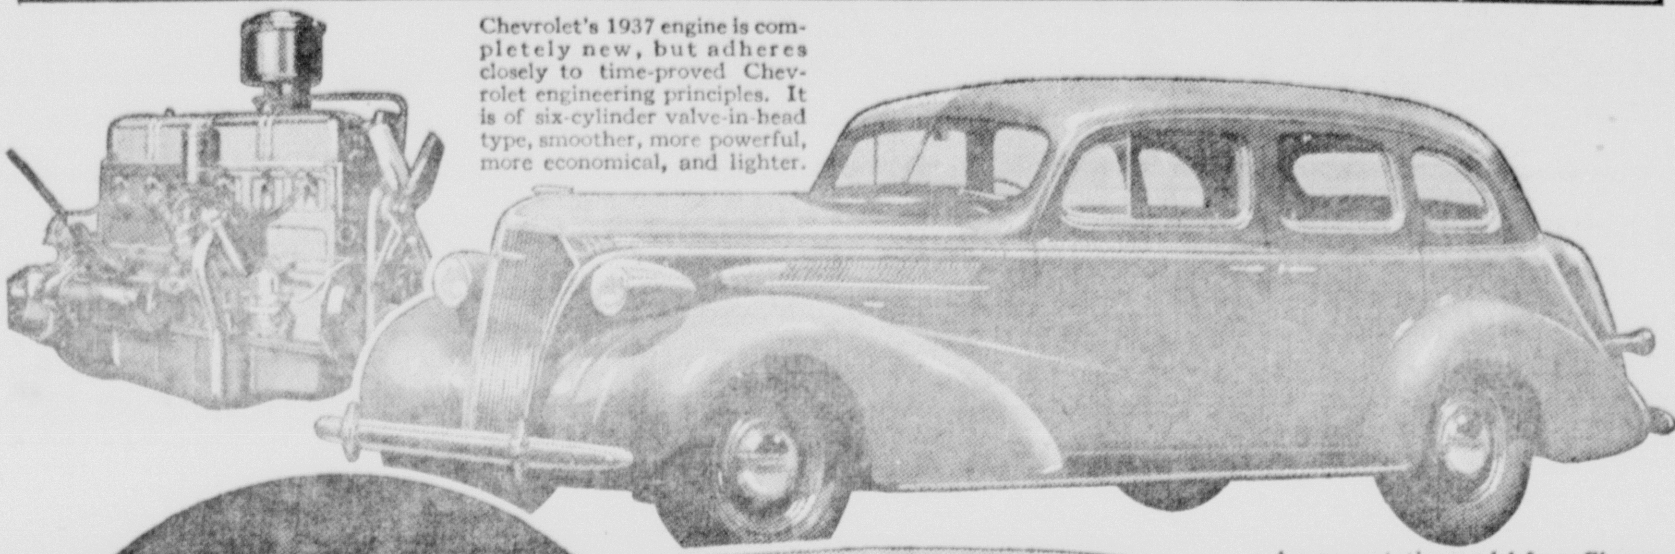 Chevrolet's 1937 engine is com-
pletely new, but adheres
closely to time-proved Chev-
rolet engineering principles. It
is of six-cylinder valve-in-head
type, smoother, more powerful,
more economical, and lighter.